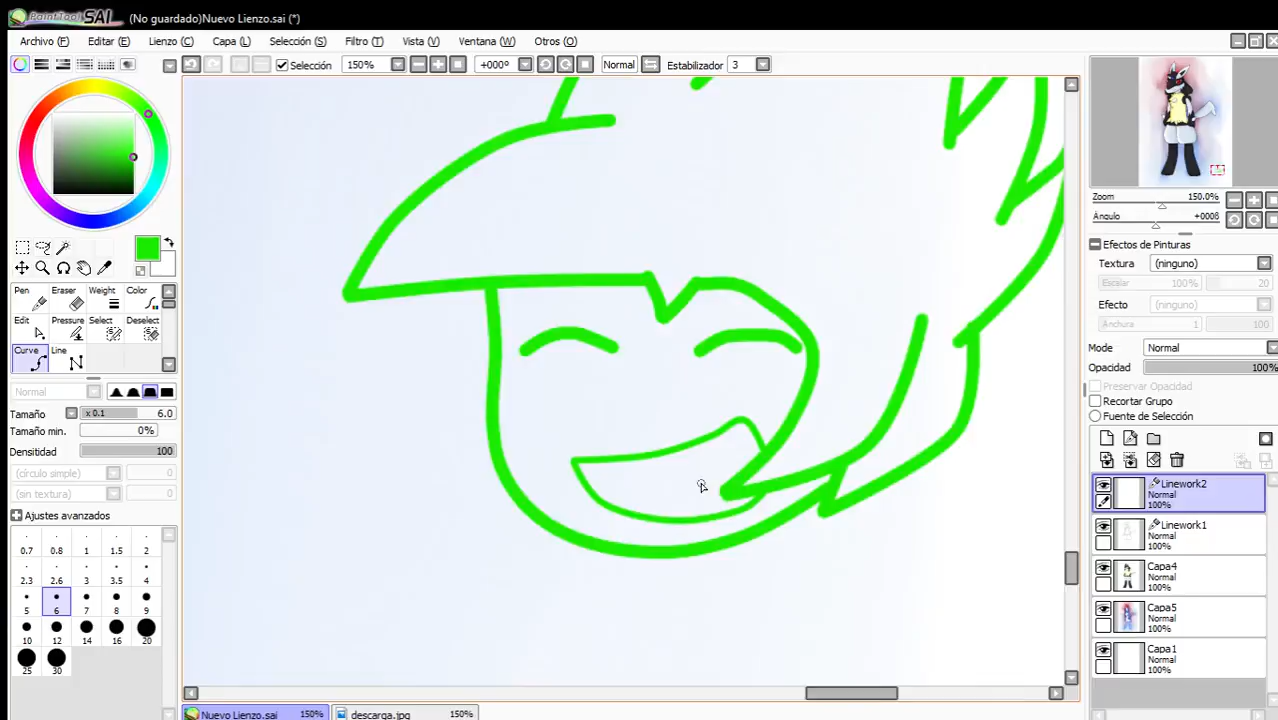 PaintTool SAI (No guardado)Nuevo Lienzo.sai (*)
Archivo (F) Editar (E) Lienzo (C) Capa (L) Selección (S) Filtro (T) Vista (V) Ventana (W) Otros (O)
Selección 150% +000° Normal Estabilizador 3
Zoom 150.0%
Ángulo +000ß
Efectos de Pinturas
Textura (ninguno)
Escalar 100% 20
Efecto (ninguno)
Anchura 1 100
Modo Normal
Opacidad 100%
Preservar Opacidad
Recortar Grupo
Fuente de Selección
Pen Eraser Weight Color
Edit Pressure Select Deselect
Curve Line
Normal
Tamaño x 0.1 6.0
Tamaño min. 0%
Densidad 100
(círculo simple) 0
(sin textura) 0
Ajustes avanzados
0.7 0.8 1 1.5 2
2.3 2.6 3 3.5 4
5 6 7 8 9
10 12 14 16 20
25 30
Linework2
Normal
100%
Linework1
Normal
100%
Capa4
Normal
100%
Capa5
Normal
100%
Capa1
Normal
100%
Nuevo Lienzo.sai 150% descarga.jpg 150%